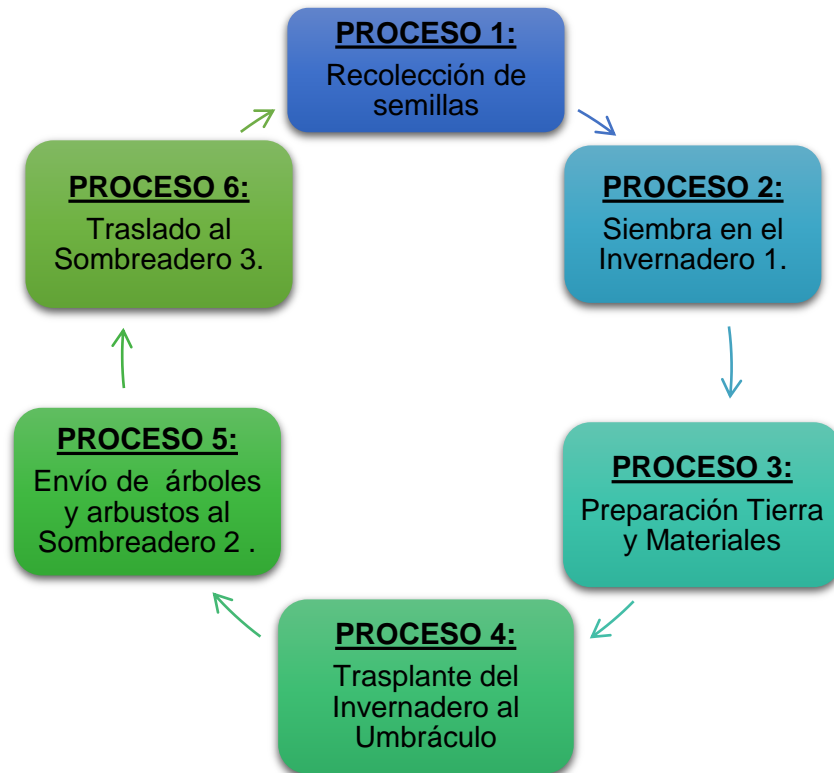 PROCESO 1:
Recolección de
semillas
PROCESO 2:
Siembra en el
Invernadero 1.
PROCESO 3:
Preparación Tierra
y Materiales
PROCESO 4:
Trasplante del
Invernadero al
Umbráculo
PROCESO 5:
Envío de árboles
y arbustos al
Sombreadero 2 .
PROCESO 6:
Traslado al
Sombreadero 3.